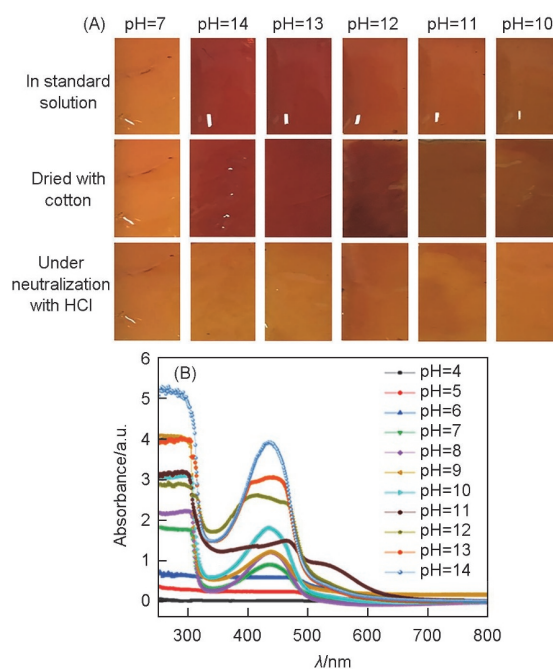 (A) pH=7 pH=14 pH=13 pH=12 pH=11 pH=10
In standard
solution
Dried with
cotton
Under
neutralization
with HCl
(B)
Absorbance/a.u.
6
5
4
3
2
1
0
pH=4
pH=5
pH=6
pH=7
pH=8
pH=9
pH=10
pH=11
pH=12
pH=13
pH=14
300 400 500 600 700 800
λ/nm